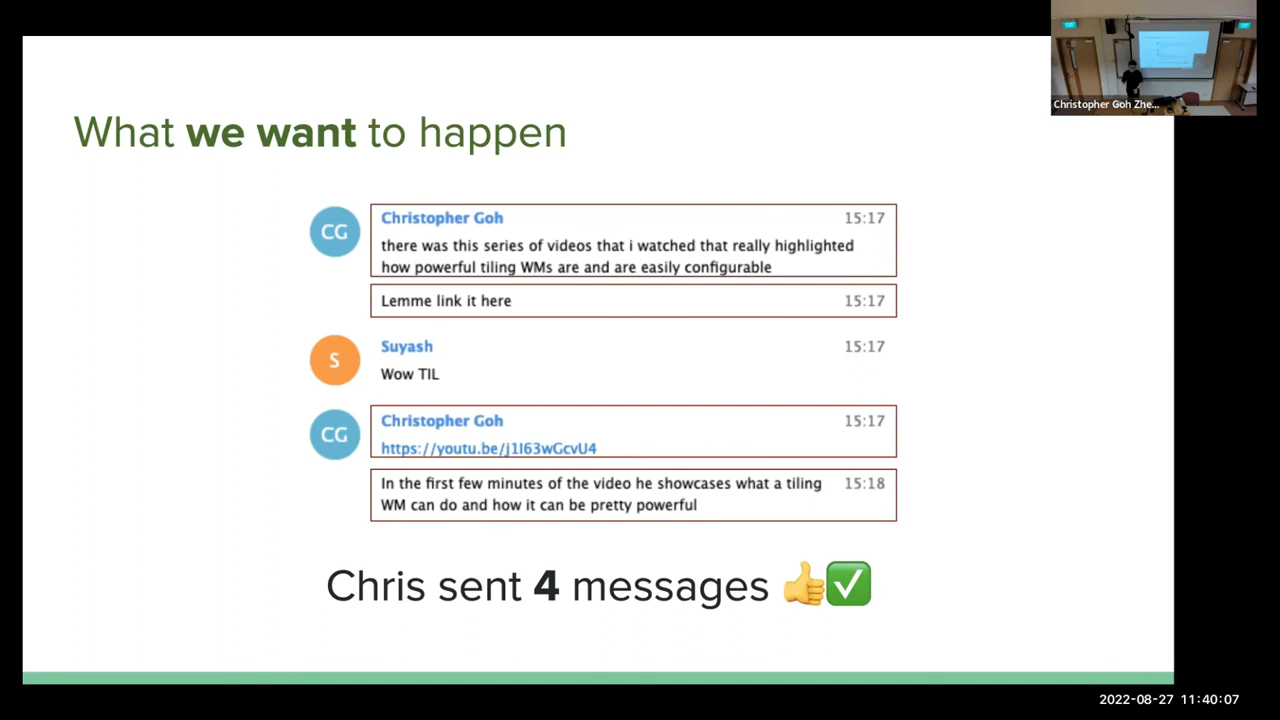 Christopher Goh Zhe...
What we want to happen
CG
Christopher Goh 15:17
there was this series of videos that i watched that really highlighted
how powerful tiling WMs are and are easily configurable
Lemme link it here 15:17
S
Suyash 15:17
Wow TIL
CG
Christopher Goh 15:17
https://youtu.be/j1I63wGcvU4
In the first few minutes of the video he showcases what a tiling 15:18
WM can do and how it can be pretty powerful
Chris sent 4 messages 👍✅
2022-08-27 11:40:07